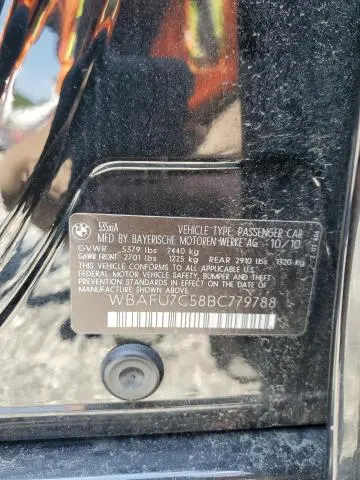 BMW
535xiA
VEHICLE TYPE: PASSENGER CAR
MFD BY BAYERISCHE MOTOREN WERKE AG 10/10
GVWR 5379 lbs 2440 kg
GAWR FRONT 2701 lbs 1225 kg REAR 2910 lbs 1320 kg
THIS VEHICLE CONFORMS TO ALL APPLICABLE U.S.
FEDERAL MOTOR VEHICLE SAFETY, BUMPER, AND THEFT
PREVENTION STANDARDS IN EFFECT ON THE DATE OF
MANUFACTURE SHOWN ABOVE.
WBAFU7C58BC779788